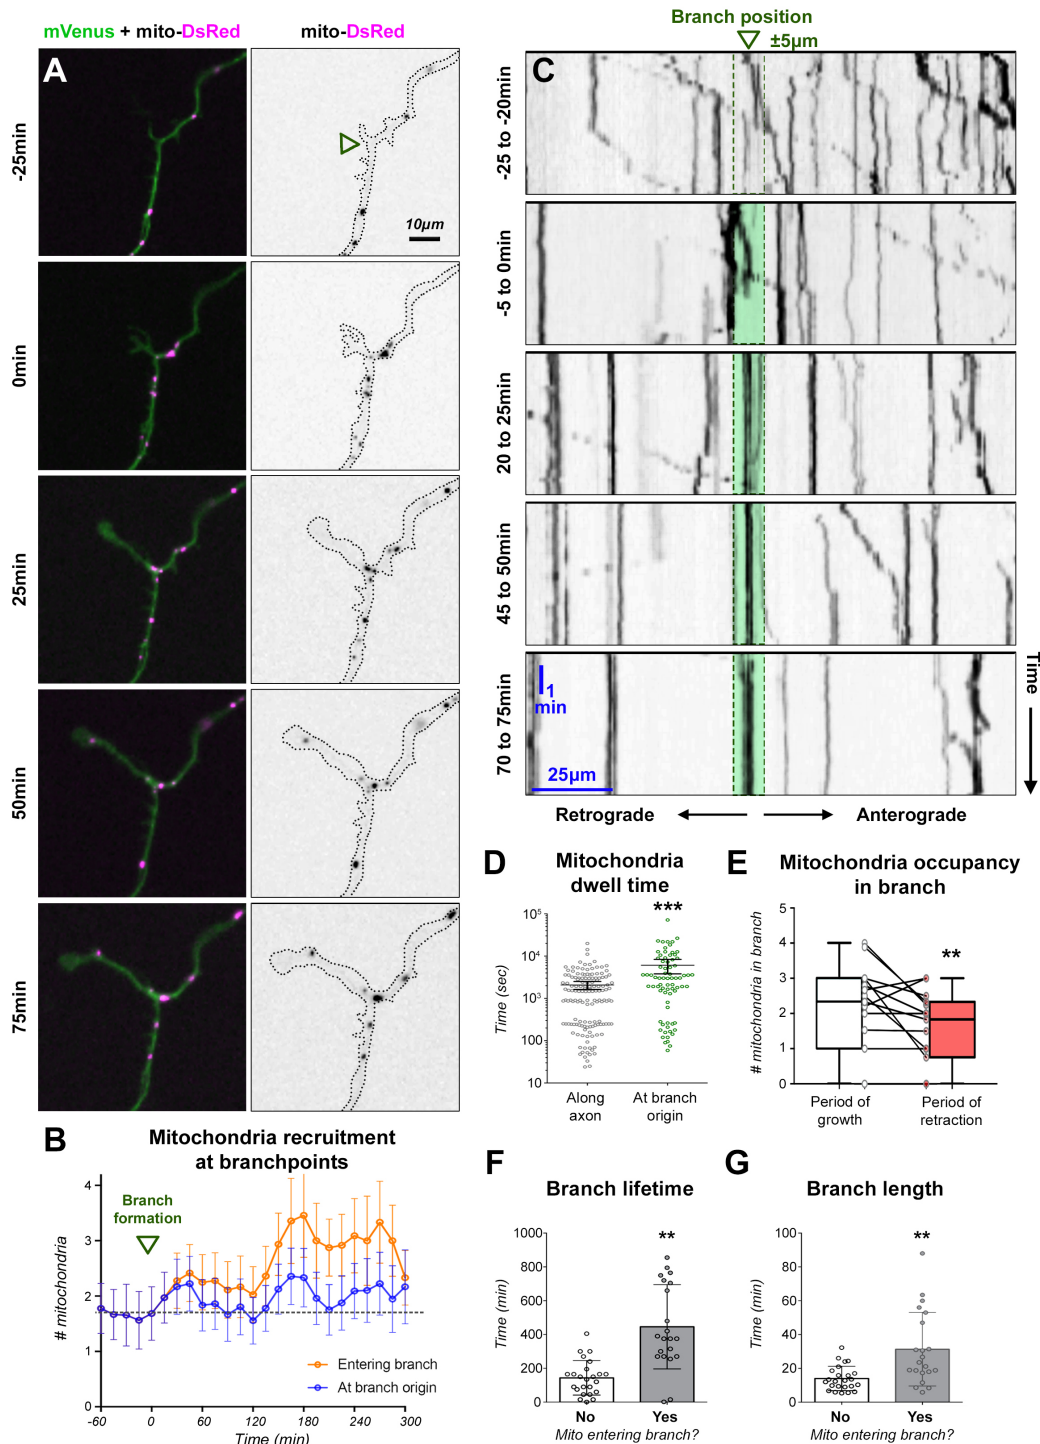 mVenus + mito-DsRed
mito-DsRed
A
-25min
10µm
0min
25min
50min
75min
Branch position
±5µm
C
-25 to -20min
-5 to 0min
20 to 25min
45 to 50min
70 to 75min
1
min
25µm
Time
Retrograde
Anterograde
B
Mitochondria recruitment
at branchpoints
Branch
formation
# mitochondria
4
3
2
1
0
Entering branch
At branch origin
-60 0 60 120 180 240 300
Time (min)
D
Mitochondria
dwell time
***
Time (sec)
10⁵
10⁴
10³
100
10
Along
axon
At branch
origin
E
Mitochondria occupancy
in branch
**
# mitochondria in branch
5
4
3
2
1
0
Period of
growth
Period of
retraction
F
Branch lifetime
**
Time (min)
1000
800
600
400
200
0
No Yes
Mito entering branch?
G
Branch length
**
Time (min)
100
80
60
40
20
0
No Yes
Mito entering branch?